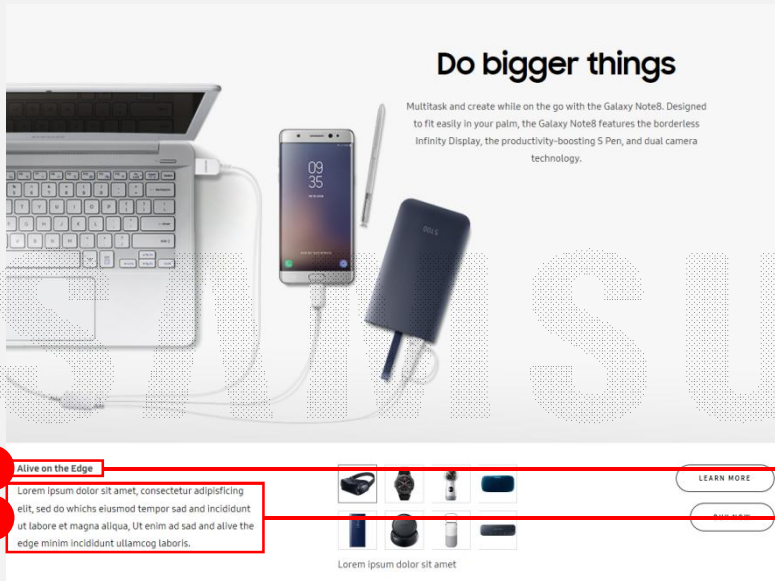 Do bigger things
Multitask and create while on the go with the Galaxy Note8. Designed
to fit easily in your palm, the Galaxy Note8 features the borderless
Infinity Display, the productivity-boosting S Pen, and dual camera
technology.
09
35
SAMSU
Alive on the Edge
Lorem ipsum dolor sit amet, consectetur adipisficing
elit, sed do whichs eiusmod tempor sad and incididunt
ut labore et magna aliqua, Ut enim ad sad and alive the
edge minim incididunt ullamcog laboris.
LEARN MORE
BUY NOW
Lorem ipsum dolor sit amet